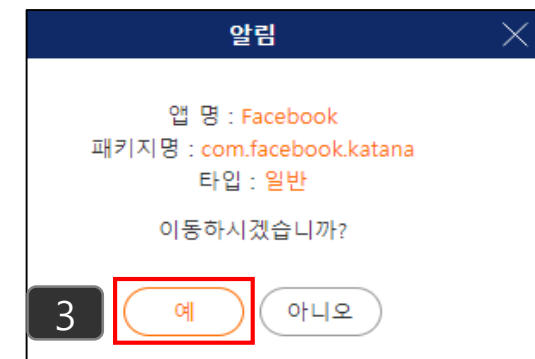 알림
앱 명 : Facebook
패키지명 : com.facebook.katana
타입 : 일반
이동하시겠습니까?
3 예 아니오